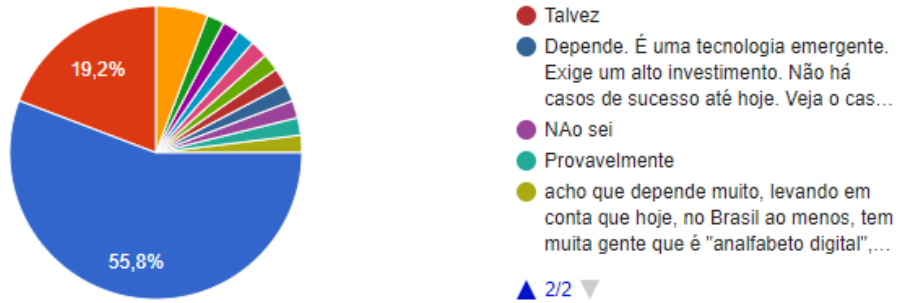 19,2%
55,8%
Talvez
Depende. É uma tecnologia emergente.
Exige um alto investimento. Não há
casos de sucesso até hoje. Veja o cas...
NAo sei
Provavelmente
acho que depende muito, levando em
conta que hoje, no Brasil ao menos, tem
muita gente que é "analfabeto digital",...
2/2